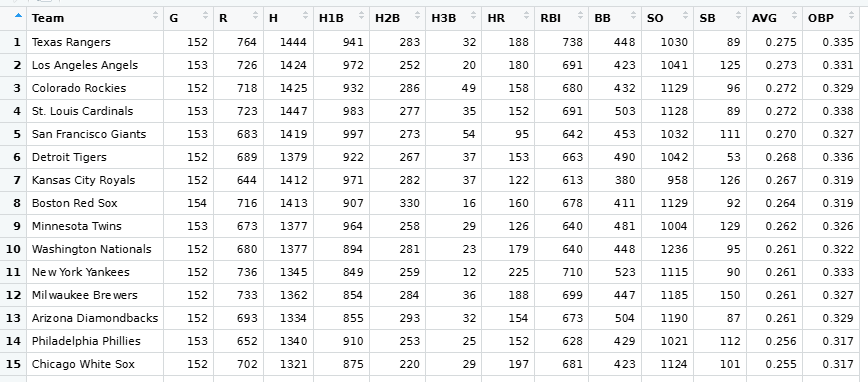 Team G R H H1B H2B H3B HR RBI BB SO SB AVG OBP
1 Texas Rangers 152 764 1444 941 283 32 188 738 448 1030 89 0.275 0.335
2 Los Angeles Angels 153 726 1424 972 252 20 180 691 423 1041 125 0.273 0.331
3 Colorado Rockies 152 718 1425 932 286 49 158 680 432 1129 96 0.272 0.329
4 St. Louis Cardinals 153 723 1447 983 277 35 152 691 503 1128 89 0.272 0.338
5 San Francisco Giants 153 683 1419 997 273 54 95 642 453 1032 111 0.270 0.327
6 Detroit Tigers 152 689 1379 922 267 37 153 663 490 1042 53 0.268 0.336
7 Kansas City Royals 152 644 1412 971 282 37 122 613 380 958 126 0.267 0.319
8 Boston Red Sox 154 716 1413 907 330 16 160 678 411 1129 92 0.264 0.319
9 Minnesota Twins 153 673 1377 964 258 29 126 640 481 1004 129 0.262 0.326
10 Washington Nationals 152 680 1377 894 281 23 179 640 448 1236 95 0.261 0.322
11 New York Yankees 152 736 1345 849 259 12 225 710 523 1115 90 0.261 0.333
12 Milwaukee Brewers 152 733 1362 854 284 36 188 699 447 1185 150 0.261 0.327
13 Arizona Diamondbacks 152 693 1334 855 293 32 154 673 504 1190 87 0.261 0.329
14 Philadelphia Phillies 153 652 1340 910 253 25 152 628 429 1021 112 0.256 0.317
15 Chicago White Sox 152 702 1321 875 220 29 197 681 423 1124 101 0.255 0.317